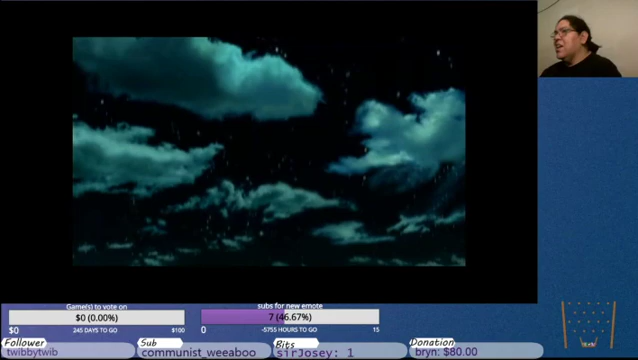 Game(s) to vote on
$0 (0.00%)
$0
245 DAYS TO GO
$100
subs for new emote
7 (46.67%)
0
-5755 HOURS TO GO
15
Follower
twibbytwib
Sub
communist_weeaboo
Bits
sirJosey: 1
Donation
bryn: $80.00